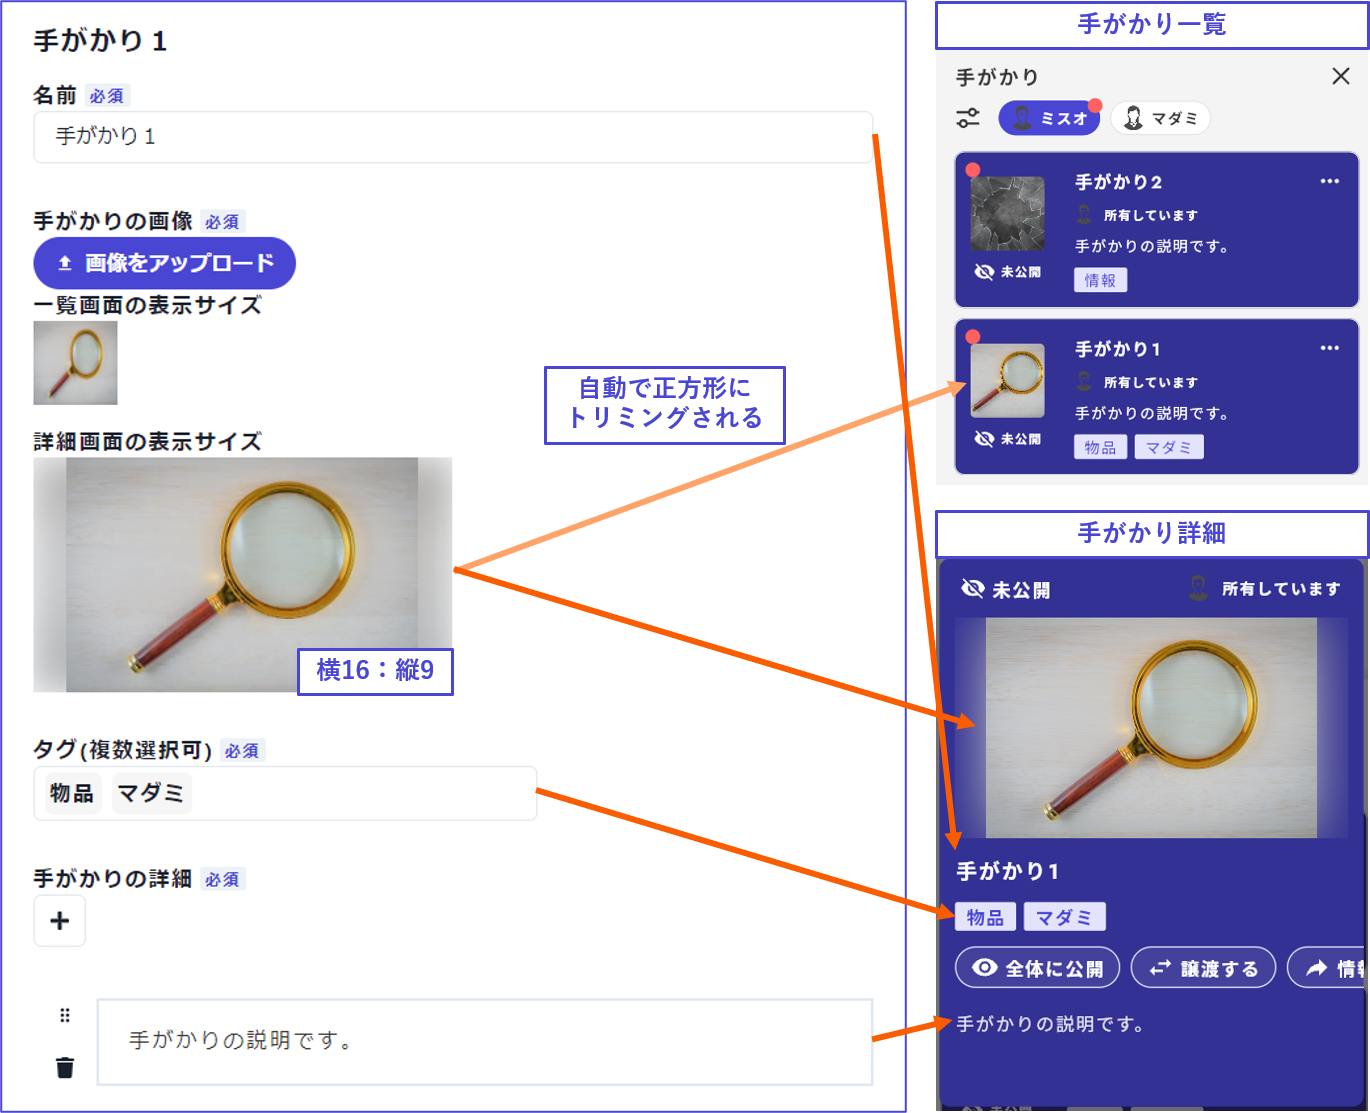 手がかり 1
名前 必須
手がかり 1
手がかりの画像 必須
画像をアップロード
一覧画面の表示サイズ
詳細画面の表示サイズ
横16：縦9
自動で正方形に
トリミングされる
タグ(複数選択可) 必須
物品 マダミ
手がかりの詳細 必須
手がかりの説明です。
手がかり一覧
手がかり
ミスオ マダミ
手がかり2
所有しています
手がかりの説明です。
未公開
情報
手がかり1
所有しています
手がかりの説明です。
未公開
物品 マダミ
手がかり詳細
未公開 所有しています
手がかり1
物品 マダミ
全体に公開 譲渡する 情
手がかりの説明です。